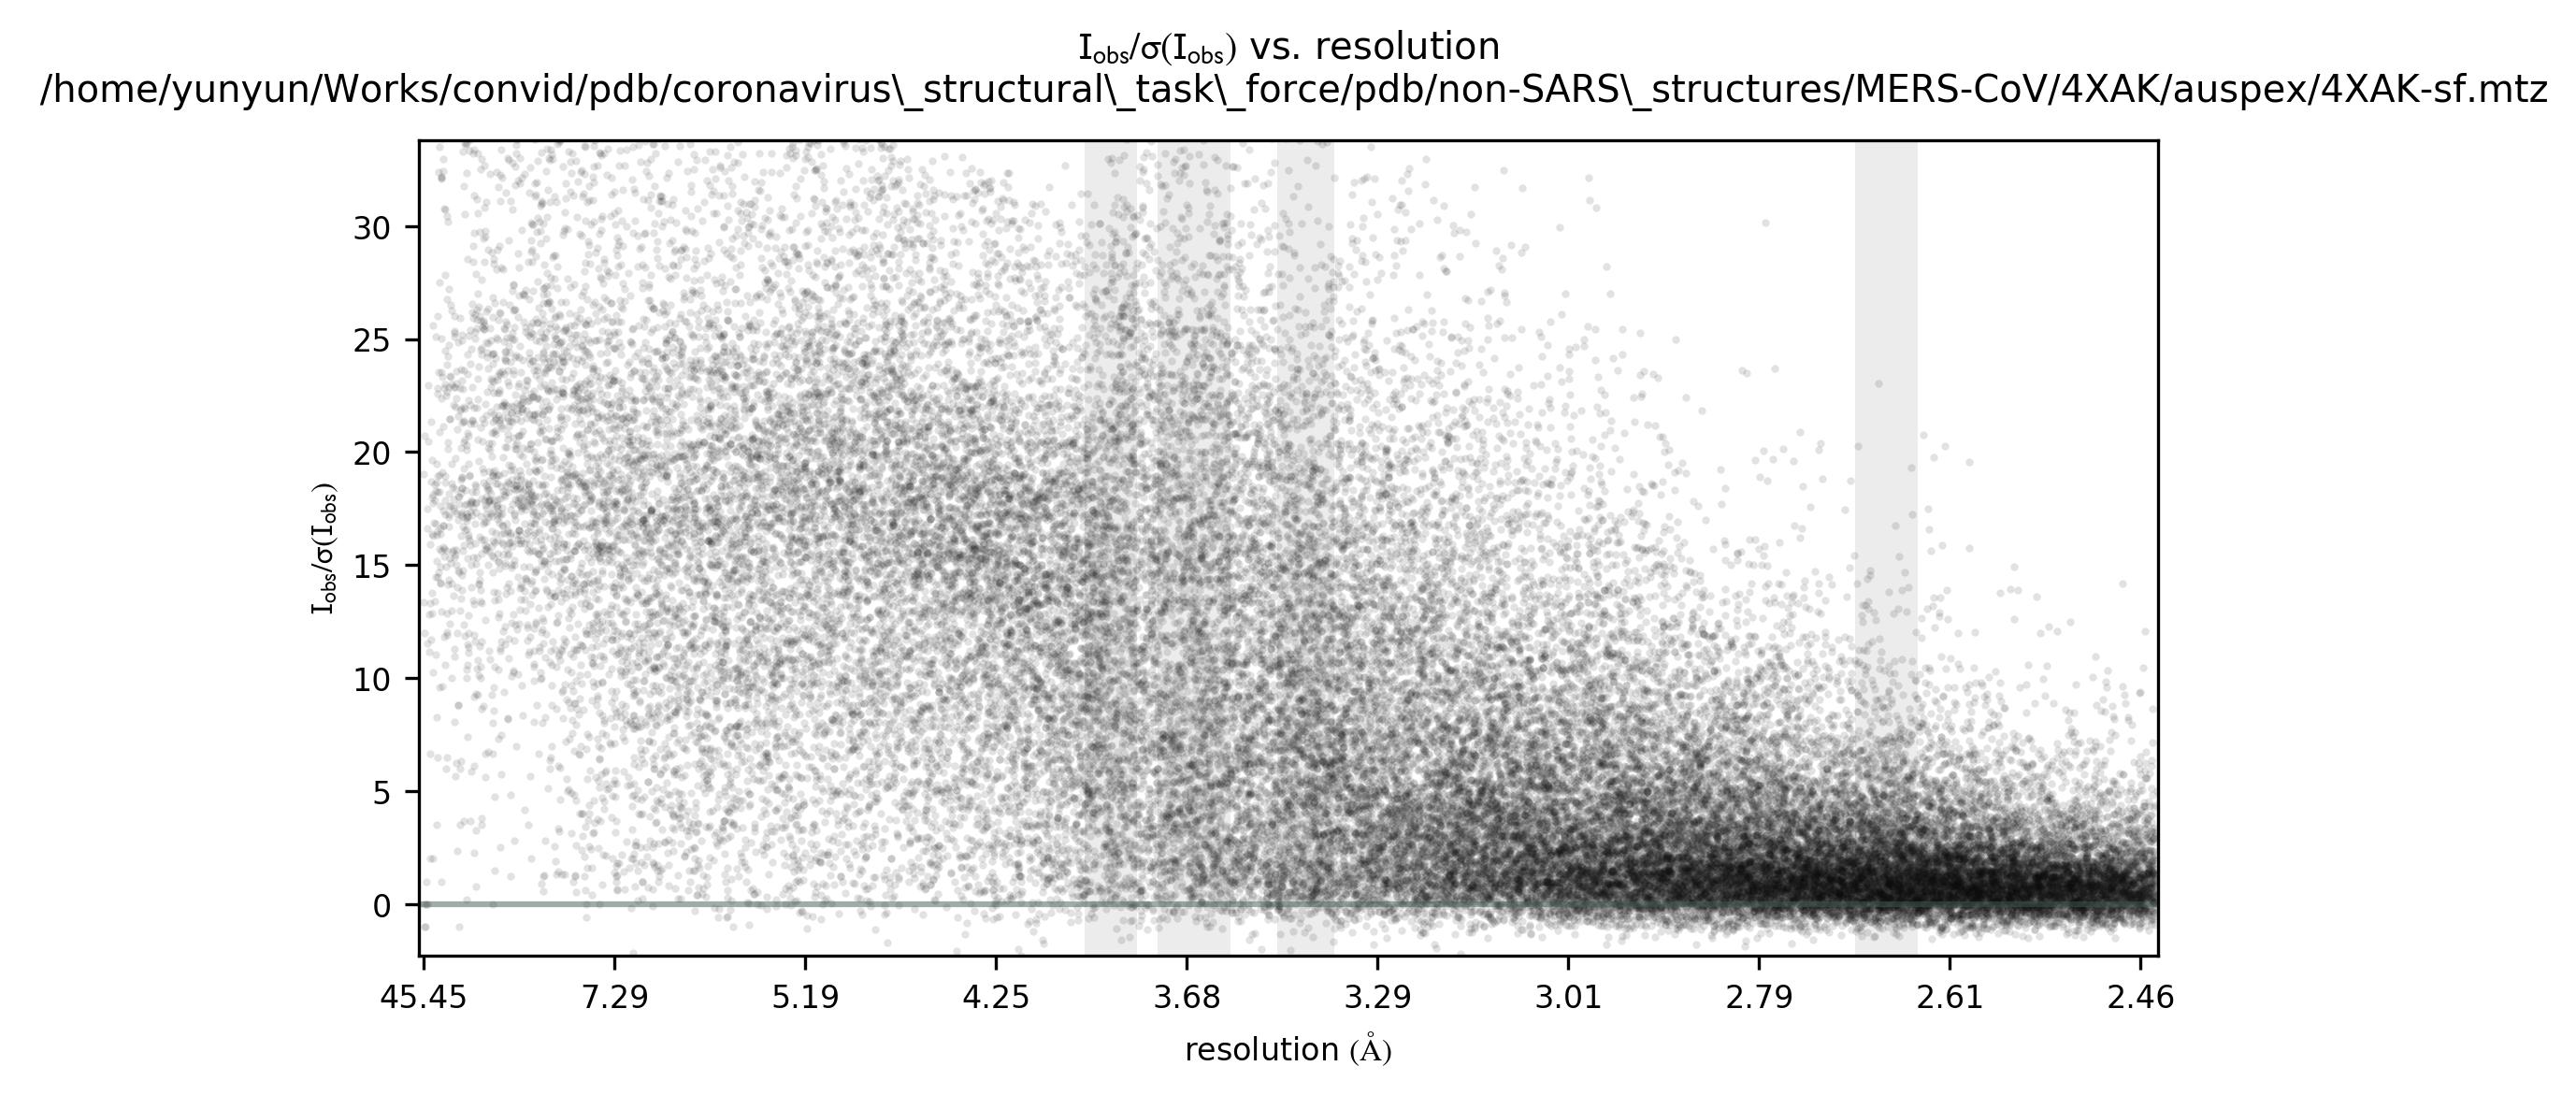 Iobs/σ(Iobs) vs. resolution
/home/yunyun/Works/convid/pdb/coronavirus\_structural\_task\_force/pdb/non-SARS\_structures/MERS-CoV/4XAK/auspex/4XAK-sf.mtz
Iobs/σ(Iobs)
30
25
20
15
10
5
0
45.45 7.29 5.19 4.25 3.68 3.29 3.01 2.79 2.61 2.46
resolution (Å)